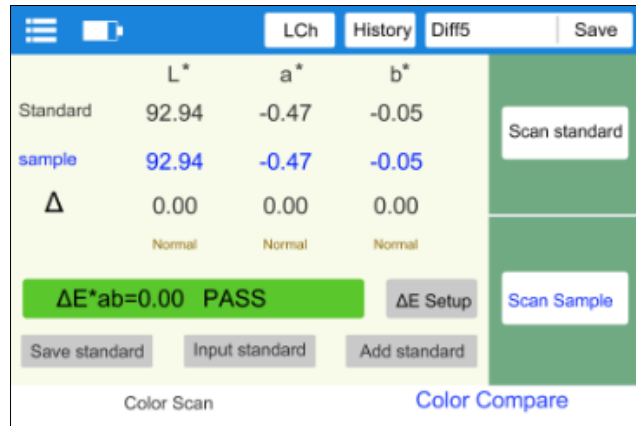 LCh History Diff5 Save
L* a* b*
Standard 92.94 -0.47 -0.05
Scan standard
sample 92.94 -0.47 -0.05
Δ 0.00 0.00 0.00
Normal Normal Normal
ΔE*ab=0.00 PASS ΔE Setup Scan Sample
Save standard Input standard Add standard
Color Scan Color Compare